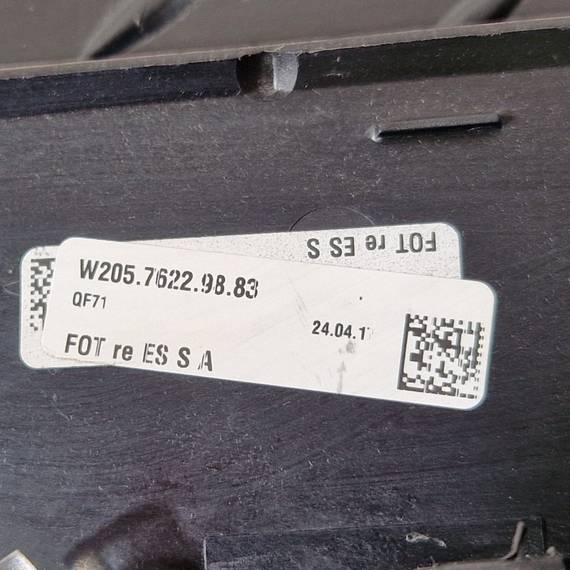 FOT re ES S
W205.7622.98.83
QF71
24.04.1
FOT re ES S A